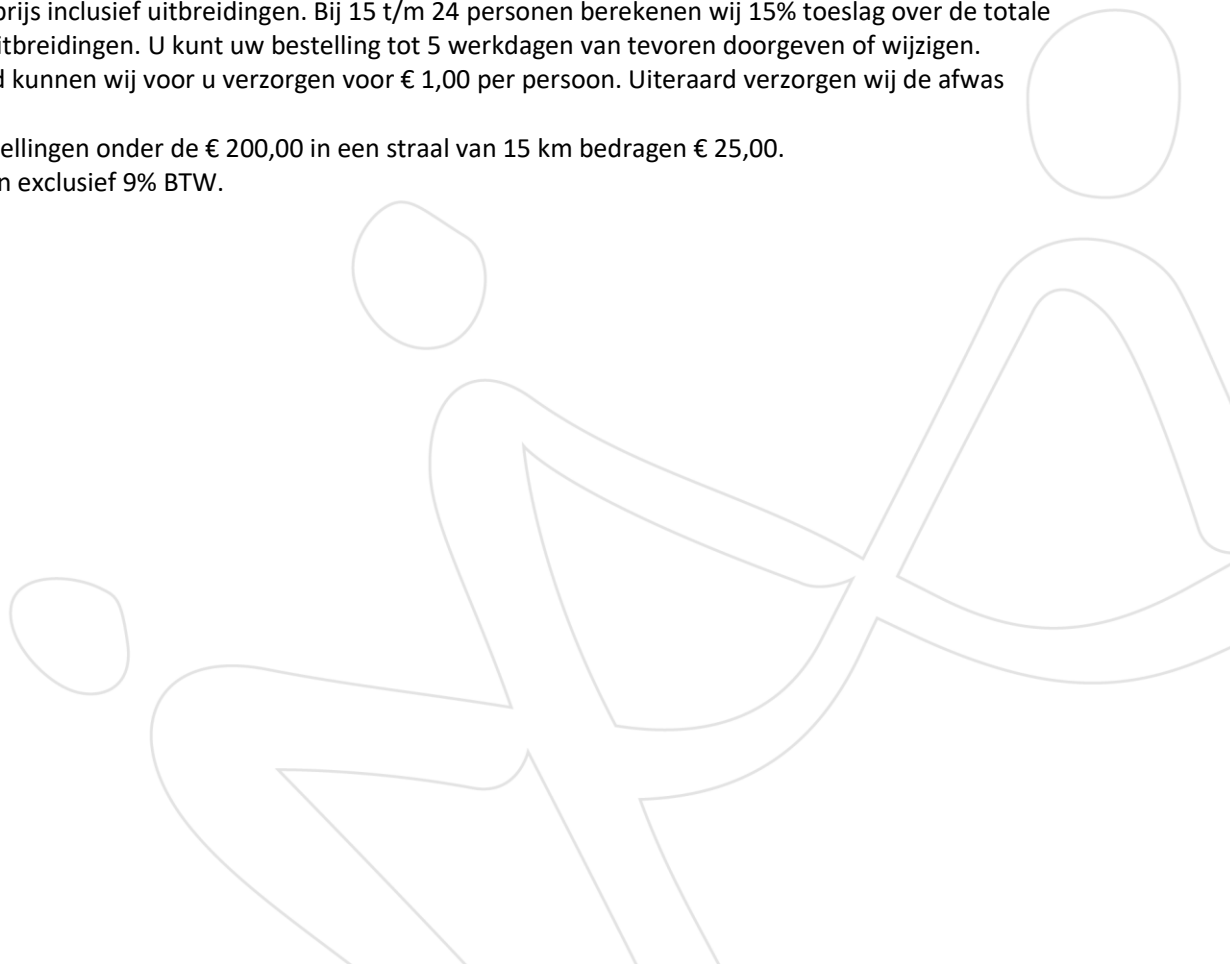 prijs inclusief uitbreidingen. Bij 15 t/m 24 personen berekenen wij 15% toeslag over de totale
itbreidingen. U kunt uw bestelling tot 5 werkdagen van tevoren doorgeven of wijzigen.
d kunnen wij voor u verzorgen voor € 1,00 per persoon. Uiteraard verzorgen wij de afwas
ellingen onder de € 200,00 in een straal van 15 km bedragen € 25,00.
n exclusief 9% BTW.